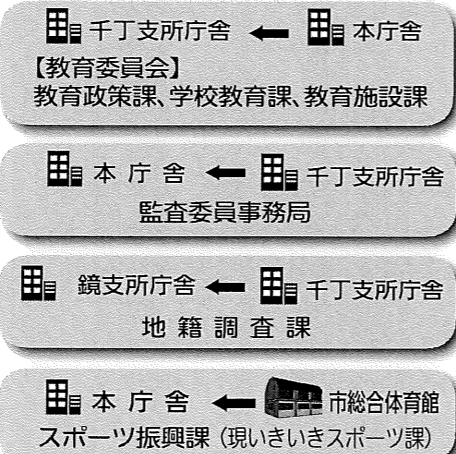 千丁支所庁舎 ← 本庁舎
【教育委員会】
教育政策課、学校教育課、教育施設課
本庁舎 ← 千丁支所庁舎
監査委員事務局
鏡支所庁舎 ← 千丁支所庁舎
地籍調査課
本庁舎 ← 市総合体育館
スポーツ振興課（現いきいきスポーツ課）